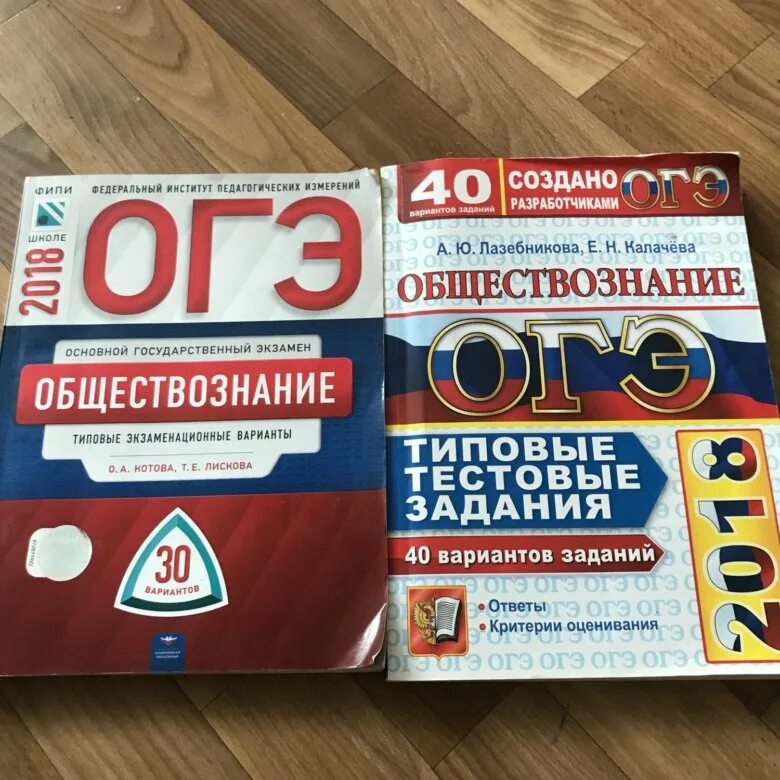 ФИПИ
ШКОЛЕ
2018
ФЕДЕРАЛЬНЫЙ ИНСТИТУТ ПЕДАГОГИЧЕСКИХ ИЗМЕРЕНИЙ
ОГЭ
ОСНОВНОЙ ГОСУДАРСТВЕННЫЙ ЭКЗАМЕН
ОБЩЕСТВОЗНАНИЕ
ТИПОВЫЕ ЭКЗАМЕНАЦИОННЫЕ ВАРИАНТЫ
О. А. КОТОВА, Т. Е. ЛИСКОВА
30
ВАРИАНТОВ
НАЦИОНАЛЬНОЕ
ОБРАЗОВАНИЕ
40
вариантов заданий
СОЗДАНО
РАЗРАБОТЧИКАМИ
ОГЭ
А. Ю. Лазебникова, Е. Н. Калачёва
ОБЩЕСТВОЗНАНИЕ
ОГЭ
ТИПОВЫЕ
ТЕСТОВЫЕ
ЗАДАНИЯ
40 вариантов заданий
• Ответы
• Критерии оценивания
2018